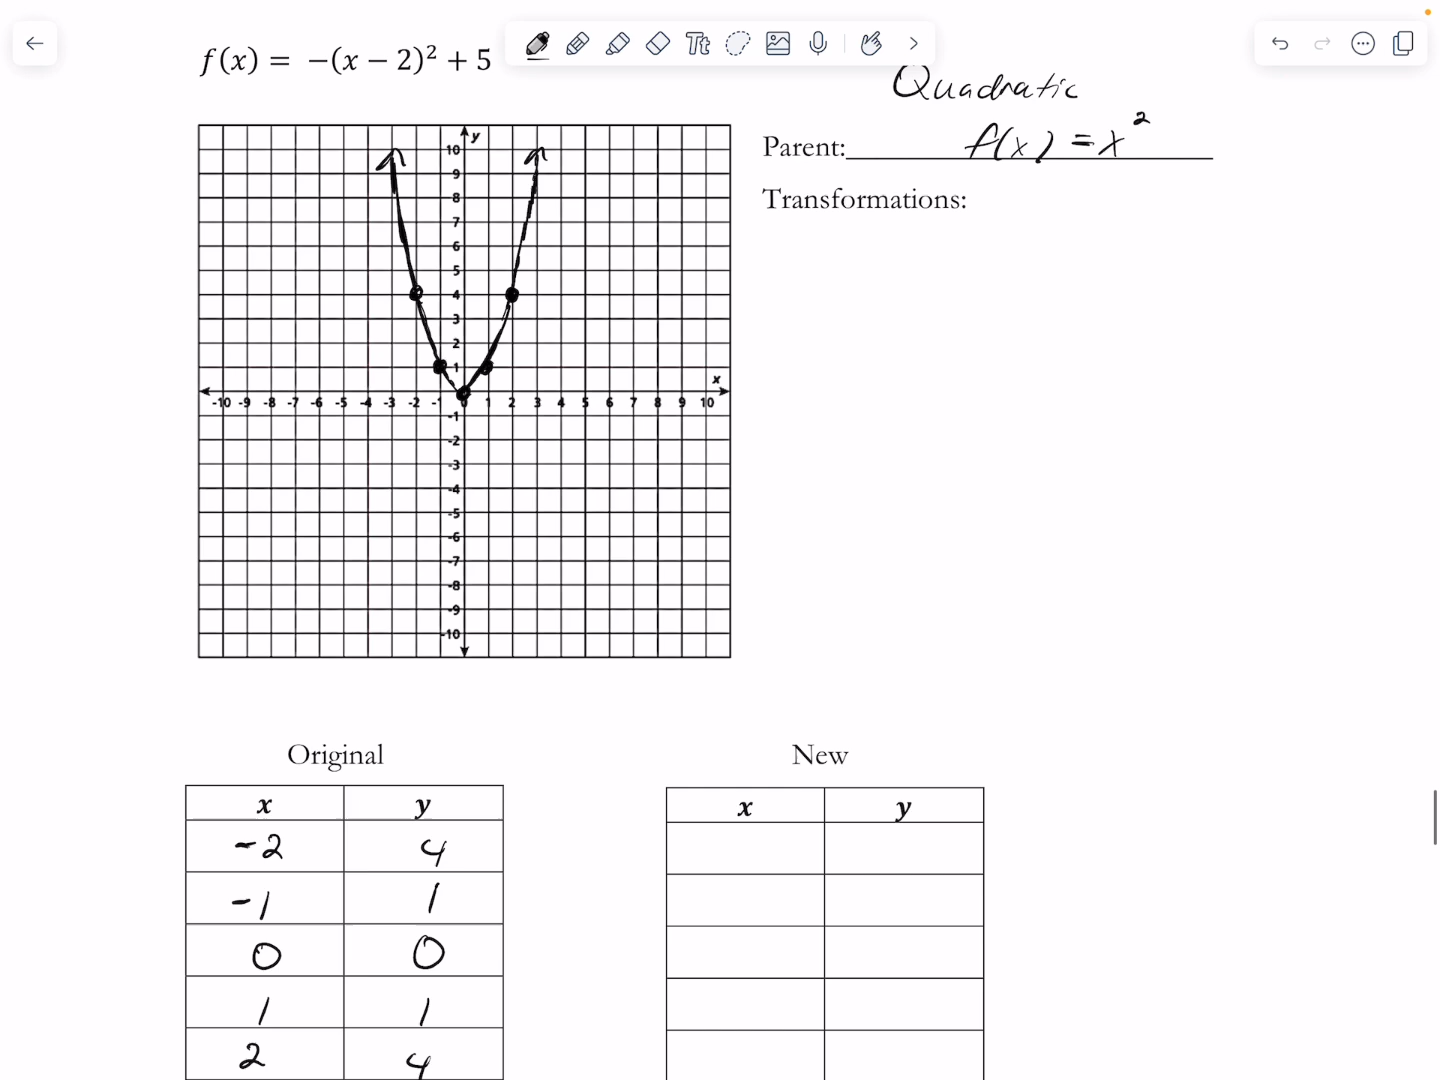 f(x) = −(x − 2)² + 5
Tt
Quadratic
Parent: f(x) = x²
Transformations:
y
10
9
8
7
6
5
4
3
2
1
x
-10 -9 -8 -7 -6 -5 -4 -3 -2 -1 0 1 2 3 4 5 6 7 8 9 10
-1
-2
-3
-4
-5
-6
-7
-8
-9
-10
Original
x y
-2 4
-1 1
0 0
1 1
2 4
New
x y